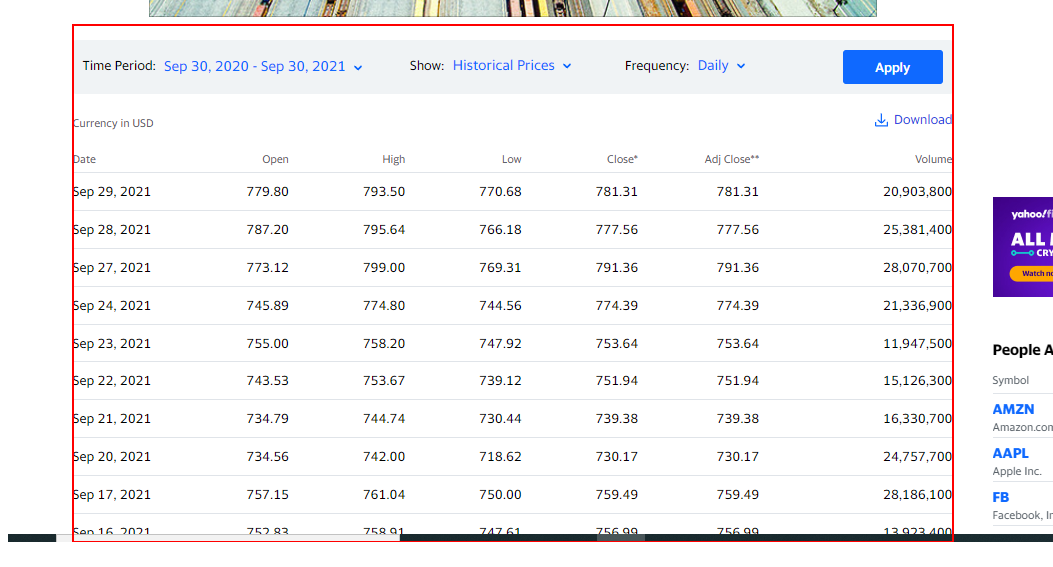 Time Period: Sep 30, 2020 - Sep 30, 2021 Show: Historical Prices Frequency: Daily Apply
Currency in USD Download
Date Open High Low Close* Adj Close** Volume
Sep 29, 2021 779.80 793.50 770.68 781.31 781.31 20,903,800
Sep 28, 2021 787.20 795.64 766.18 777.56 777.56 25,381,400
Sep 27, 2021 773.12 799.00 769.31 791.36 791.36 28,070,700
Sep 24, 2021 745.89 774.80 744.56 774.39 774.39 21,336,900
Sep 23, 2021 755.00 758.20 747.92 753.64 753.64 11,947,500
Sep 22, 2021 743.53 753.67 739.12 751.94 751.94 15,126,300
Sep 21, 2021 734.79 744.74 730.44 739.38 739.38 16,330,700
Sep 20, 2021 734.56 742.00 718.62 730.17 730.17 24,757,700
Sep 17, 2021 757.15 761.04 750.00 759.49 759.49 28,186,100
Sep 16, 2021 752.83 758.91 747.61 756.99 756.99 13,923,400
yahoo/fi
ALL
CRY
Watch no
People A
Symbol
AMZN
Amazon.com
AAPL
Apple Inc.
FB
Facebook, In